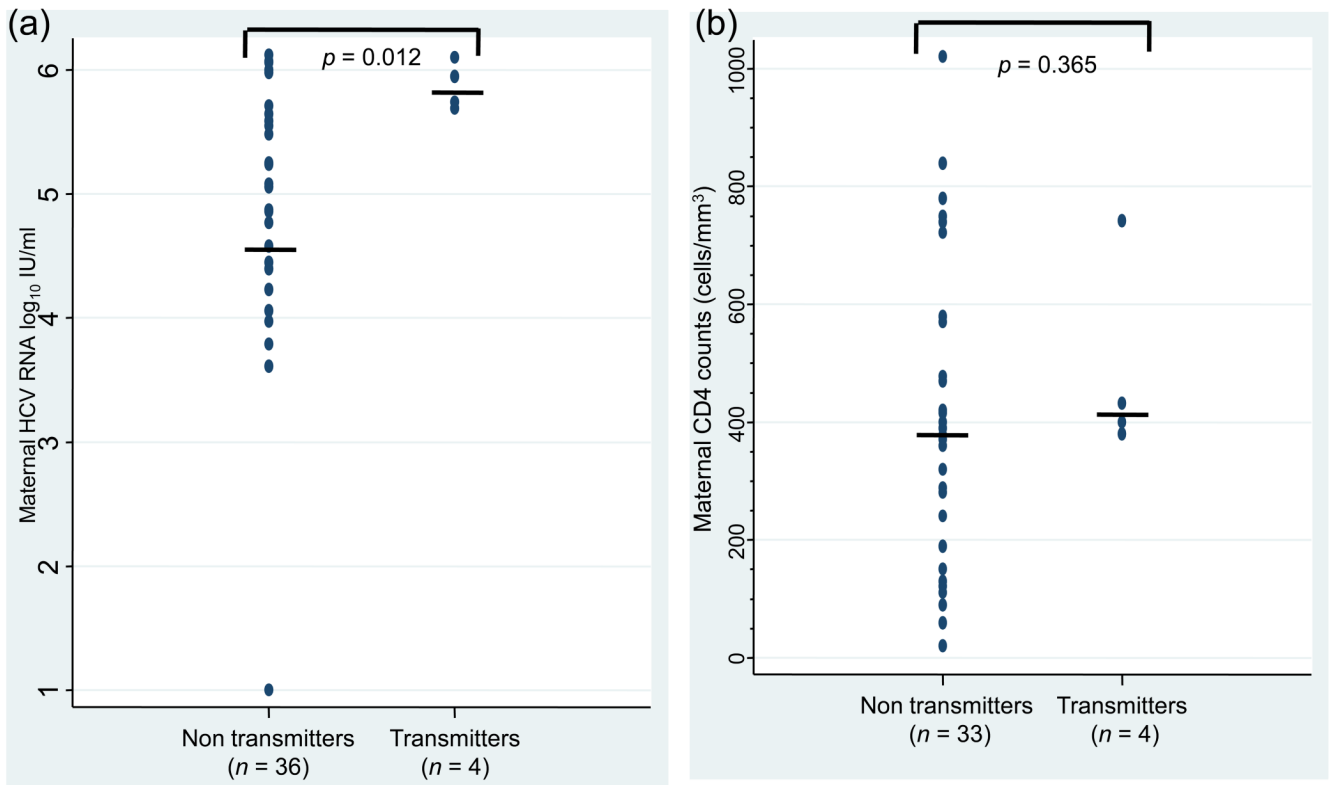 (a)
p = 0.012
Maternal HCV RNA log₁₀ IU/ml
6
5
4
3
2
1
Non transmitters
(n = 36)
Transmitters
(n = 4)
(b)
p = 0.365
Maternal CD4 counts (cells/mm³)
1000
800
600
400
200
0
Non transmitters
(n = 33)
Transmitters
(n = 4)